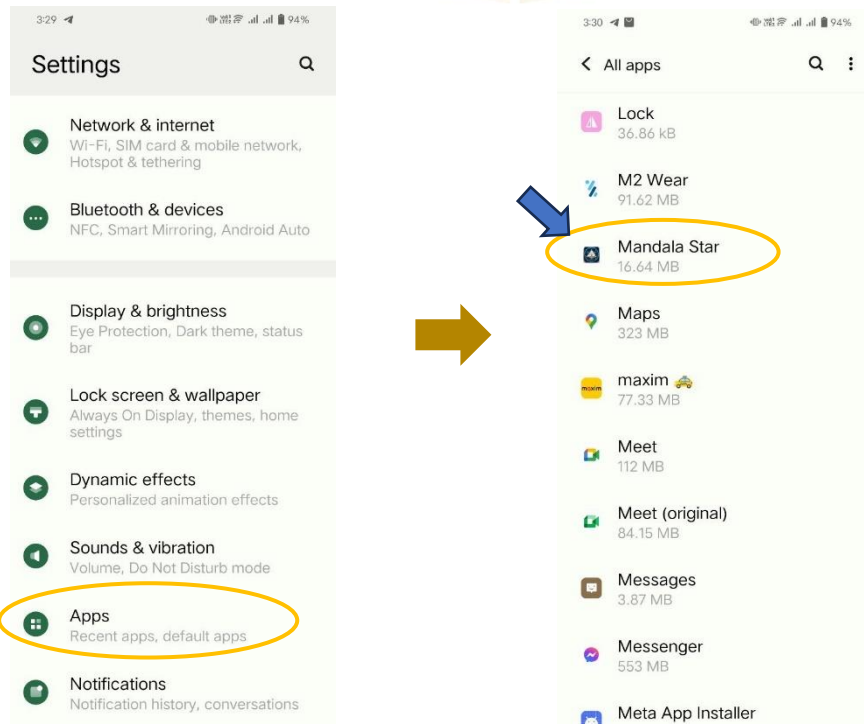 3:29
94%
Settings
Network & internet
Wi-Fi, SIM card & mobile network,
Hotspot & tethering
Bluetooth & devices
NFC, Smart Mirroring, Android Auto
Display & brightness
Eye Protection, Dark theme, status
bar
Lock screen & wallpaper
Always On Display, themes, home
settings
Dynamic effects
Personalized animation effects
Sounds & vibration
Volume, Do Not Disturb mode
Apps
Recent apps, default apps
Notifications
Notification history, conversations
3:30
94%
All apps
Lock
36.86 kB
M2 Wear
91.62 MB
Mandala Star
16.64 MB
Maps
323 MB
maxim
maxim 🚕
77.33 MB
Meet
112 MB
Meet (original)
84.15 MB
Messages
3.87 MB
Messenger
553 MB
Meta App Installer